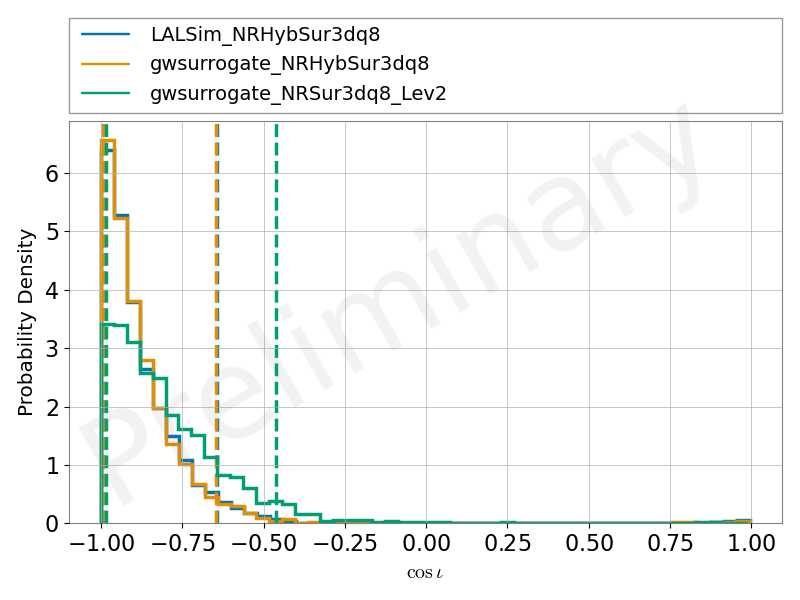 LALSim_NRHybSur3dq8
gwsurrogate_NRHybSur3dq8
gwsurrogate_NRSur3dq8_Lev2
Preliminary
Probability Density
6
5
4
3
2
1
0
−1.00 −0.75 −0.50 −0.25 0.00 0.25 0.50 0.75 1.00
cos ι